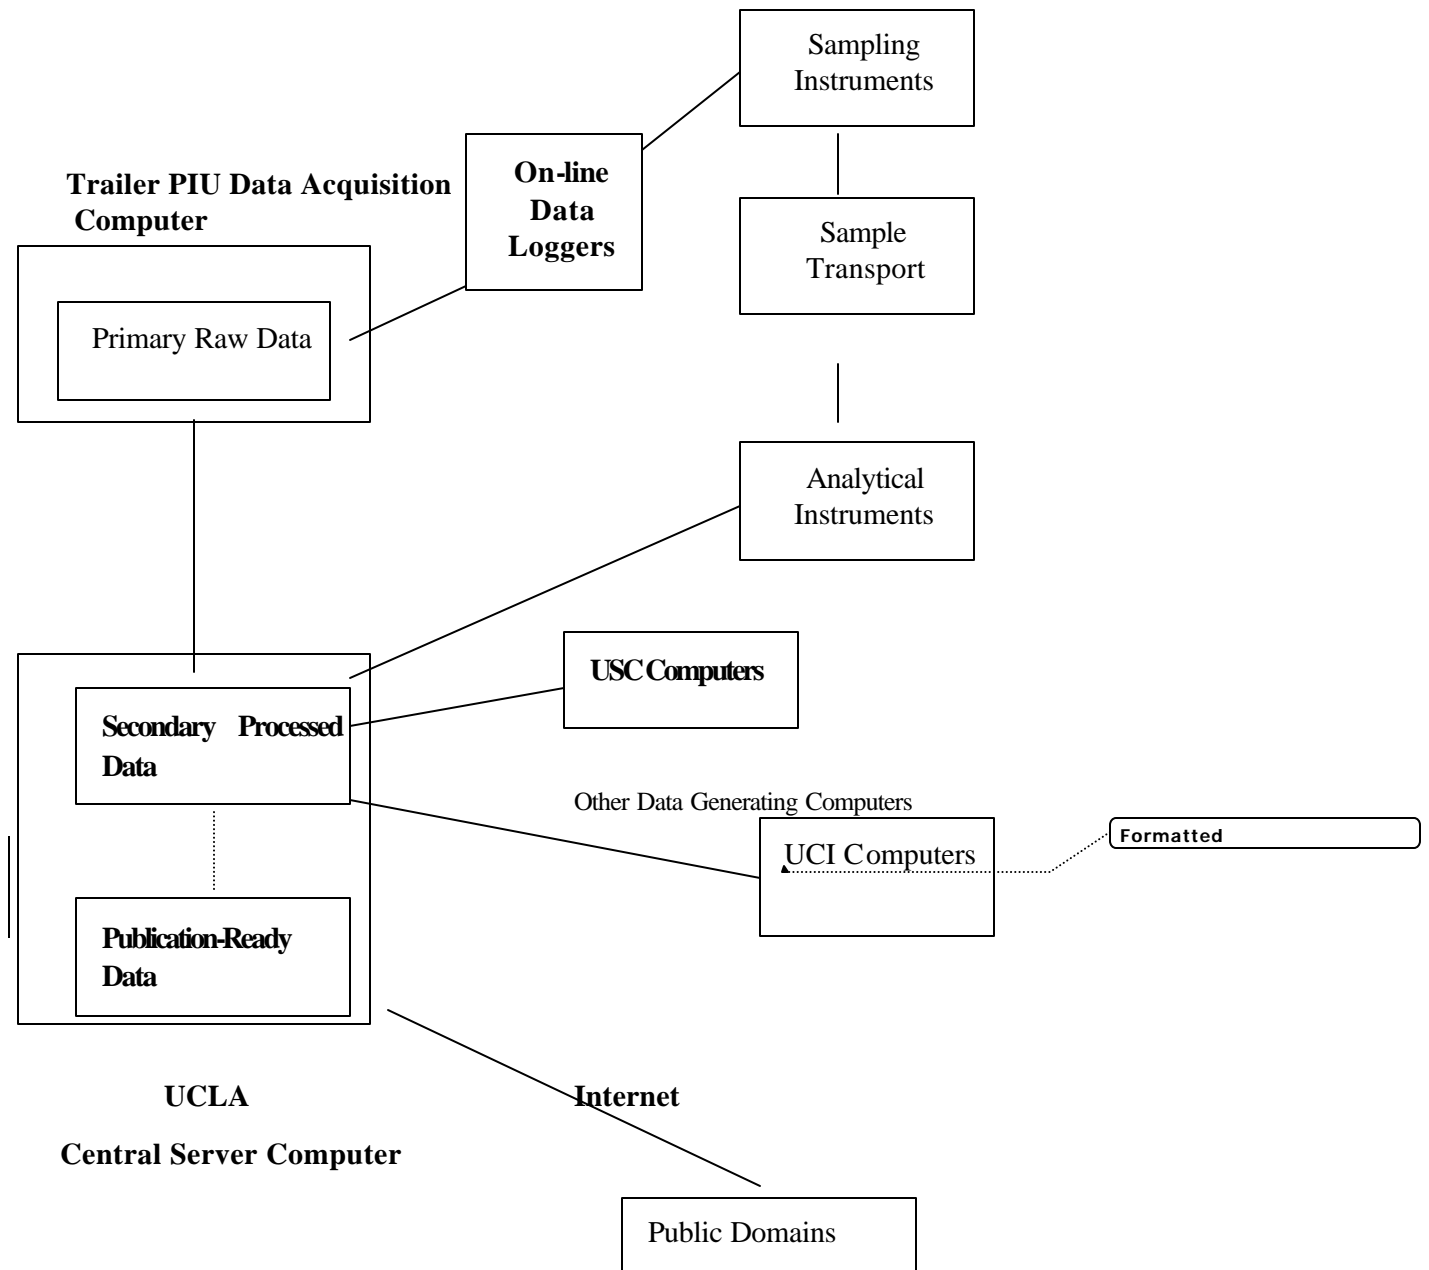 Sampling
Instruments
On-line
Data
Loggers
Trailer PIU Data Acquisition
Computer
Sample
Transport
Primary Raw Data
Analytical
Instruments
USC Computers
Secondary Processed
Data
Other Data Generating Computers
UCI Computers
Formatted
Publication-Ready
Data
UCLA
Internet
Central Server Computer
Public Domains